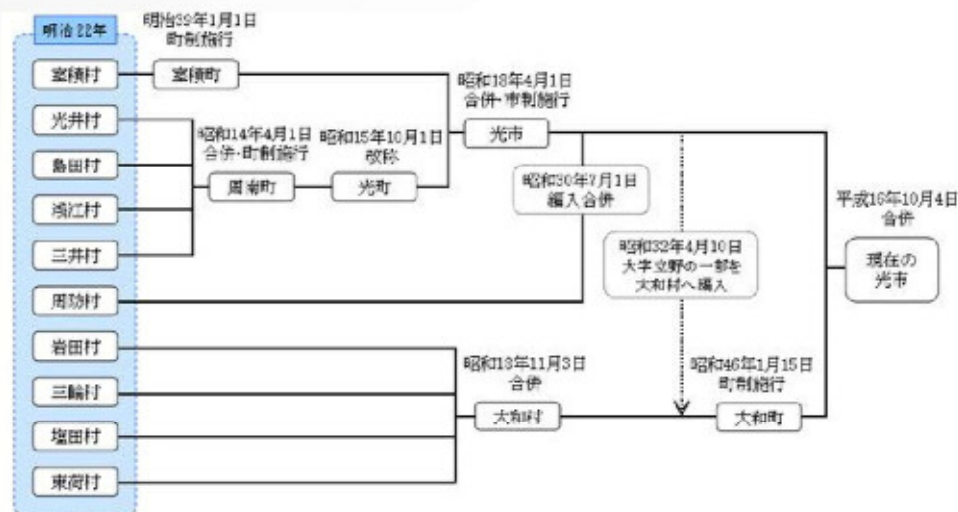 明治22年
明治39年1月1日
町制施行
室積村
室積町
昭和18年4月1日
合併・市制施行
光市
光井村
島田村
浅江村
三井村
昭和14年4月1日
合併・町制施行
周南町
昭和15年10月1日
改称
光町
昭和30年7月1日
編入合併
周防村
昭和32年4月10日
大字立野の一部を
大和村へ編入
平成16年10月4日
合併
現在の
光市
岩田村
三輪村
塩田村
東荷村
昭和18年11月3日
合併
大和村
昭和46年1月15日
町制施行
大和町